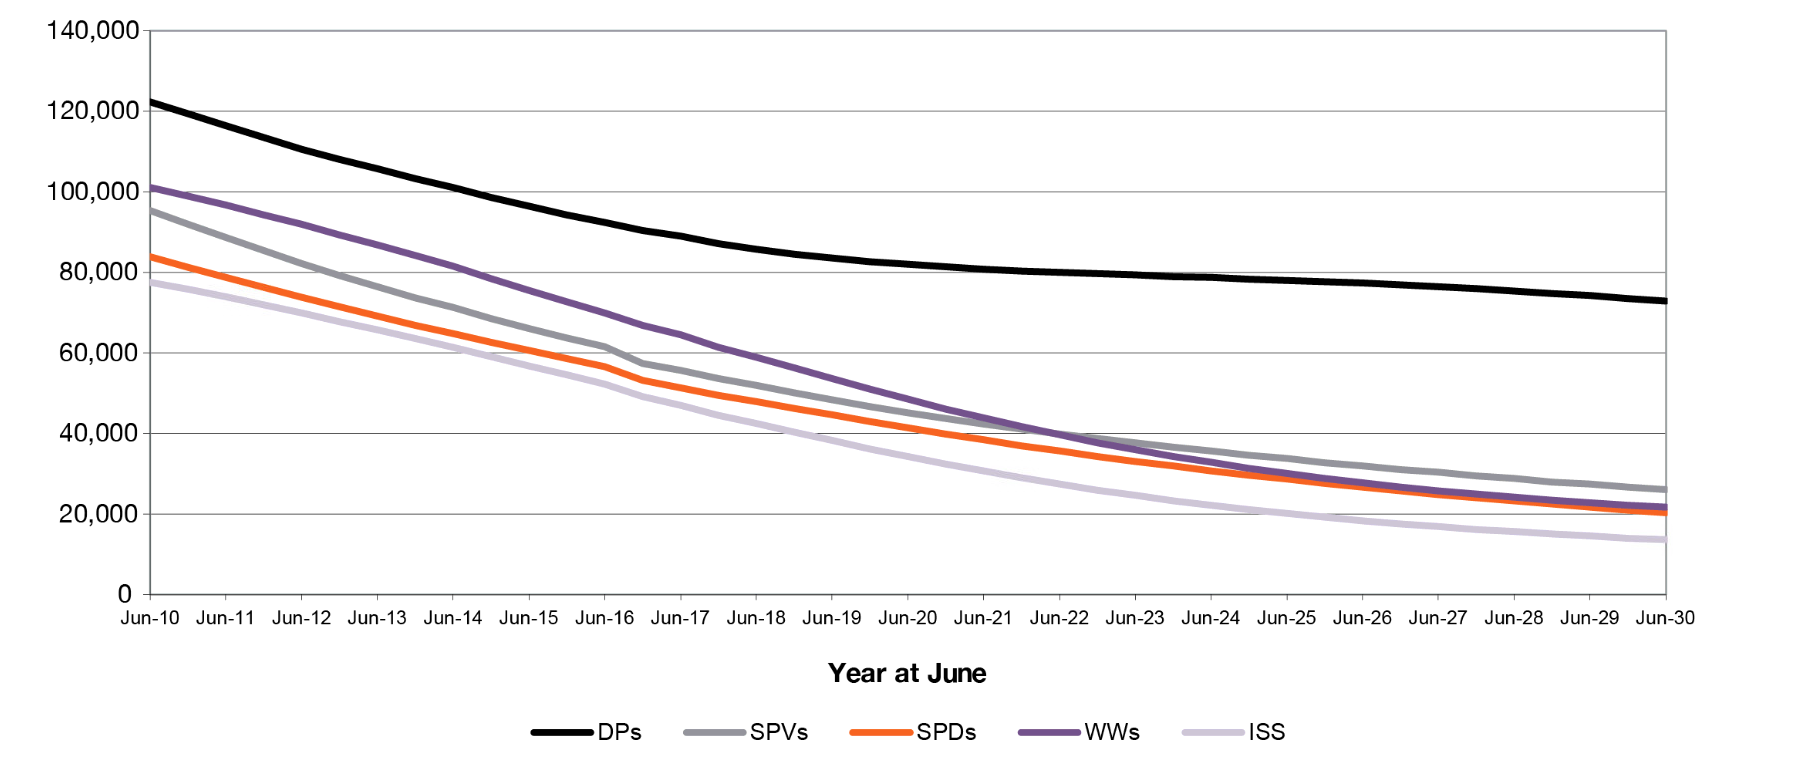 140,000
120,000
100,000
80,000
60,000
40,000
20,000
0
Jun-10 Jun-11 Jun-12 Jun-13 Jun-14 Jun-15 Jun-16 Jun-17 Jun-18 Jun-19 Jun-20 Jun-21 Jun-22 Jun-23 Jun-24 Jun-25 Jun-26 Jun-27 Jun-28 Jun-29 Jun-30
Year at June
DPs SPVs SPDs WWs ISS